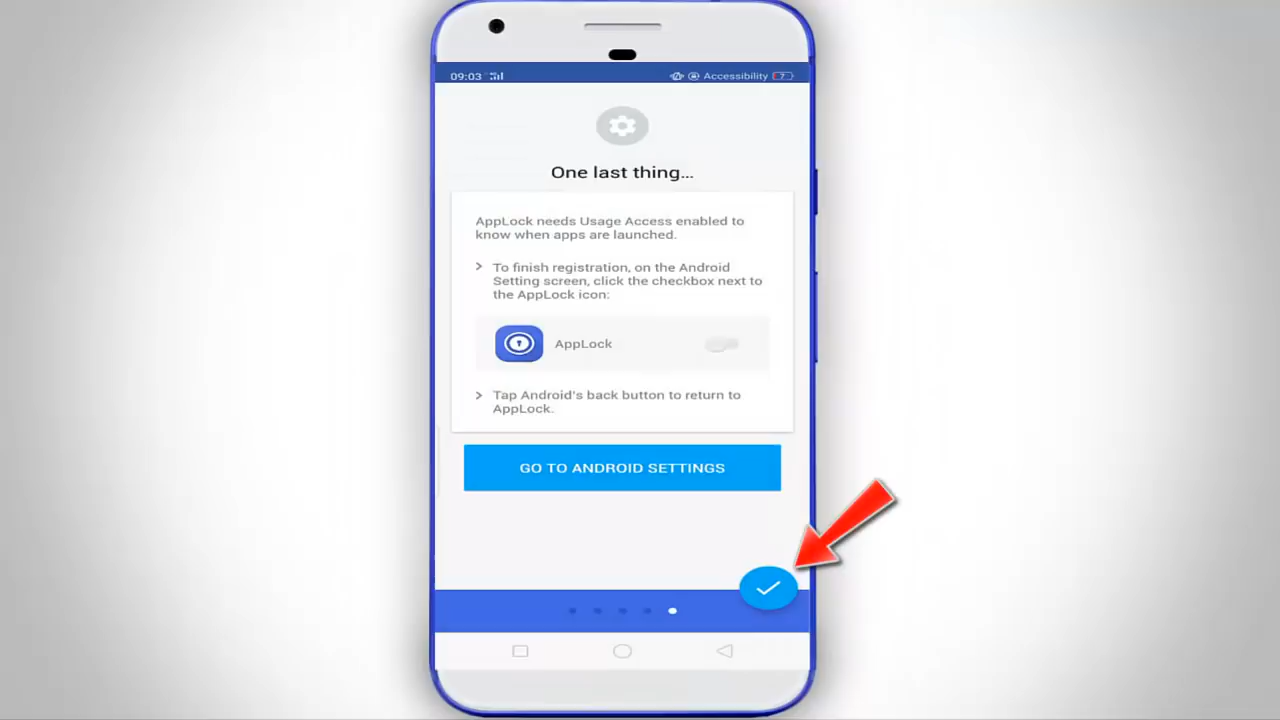 09:03
Accessibility 7
One last thing...
AppLock needs Usage Access enabled to
know when apps are launched.
To finish registration, on the Android
Setting screen, click the checkbox next to
the AppLock icon:
AppLock
Tap Android's back button to return to
AppLock.
GO TO ANDROID SETTINGS